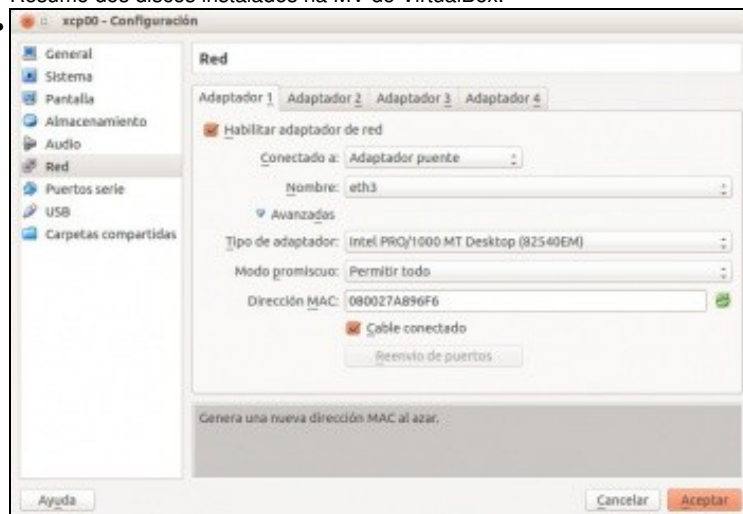 Resumo dos discos instalados na MV de VirtualBox.
xcp00 - Configuración
General
Sistema
Pantalla
Almacenamiento
Audio
Red
Puertos serie
USB
Carpetas compartidas
Red
Adaptador 1 Adaptador 2 Adaptador 3 Adaptador 4
Habilitar adaptador de red
Conectado a: Adaptador puente
Nombre: eth3
Avanzadas
Tipo de adaptador: Intel PRO/1000 MT Desktop (82540EM)
Modo promiscuo: Permitir todo
Dirección MAC: 080027A896F6
Cable conectado
Reenvío de puertos
Genera una nueva dirección MAC al azar.
Ayuda
Cancelar Aceptar